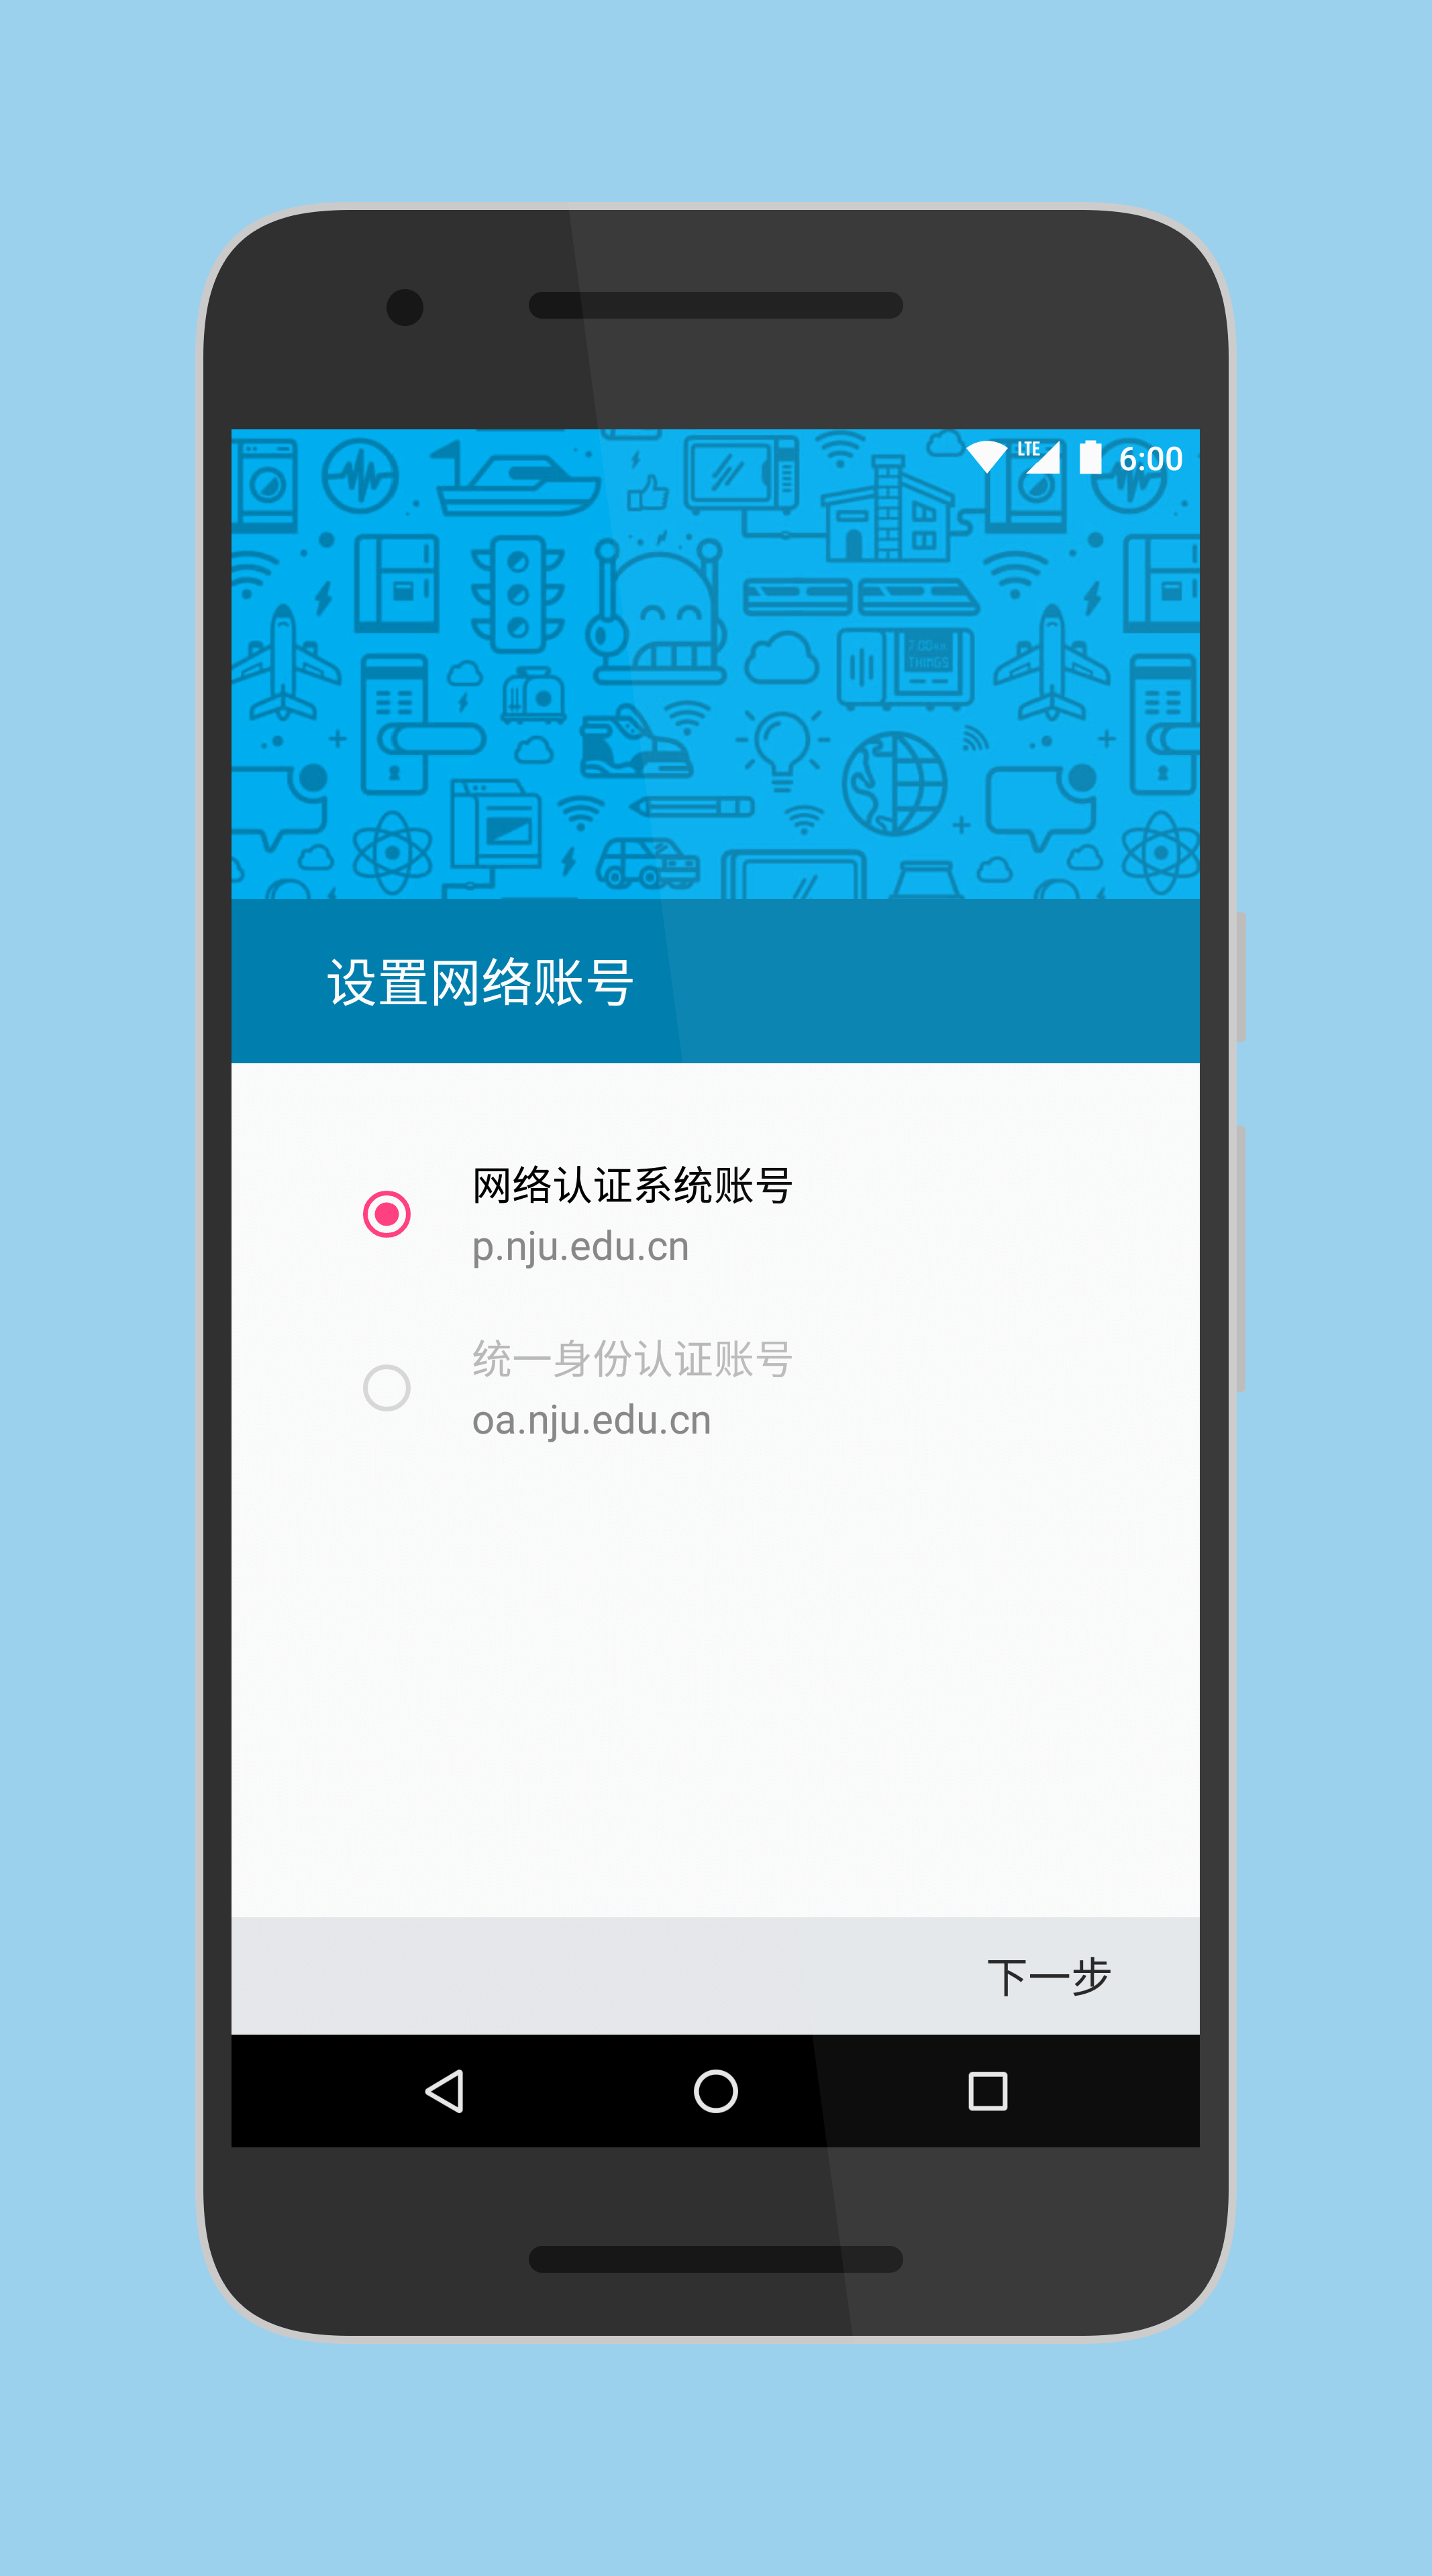 LTE 6:00
设置网络账号
网络认证系统账号
p.nju.edu.cn
统一身份认证账号
oa.nju.edu.cn
下一步